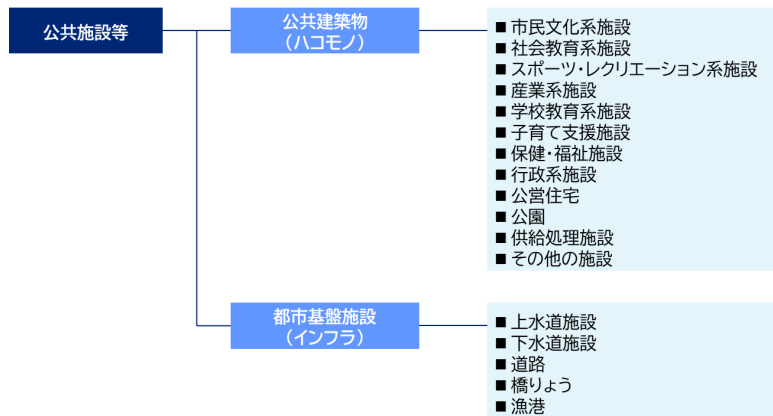 公共施設等
公共建築物
（ハコモノ）
■ 市民文化系施設
■ 社会教育系施設
■ スポーツ・レクリエーション系施設
■ 産業系施設
■ 学校教育系施設
■ 子育て支援施設
■ 保健・福祉施設
■ 行政系施設
■ 公営住宅
■ 公園
■ 供給処理施設
■ その他の施設
都市基盤施設
（インフラ）
■ 上水道施設
■ 下水道施設
■ 道路
■ 橋りょう
■ 漁港